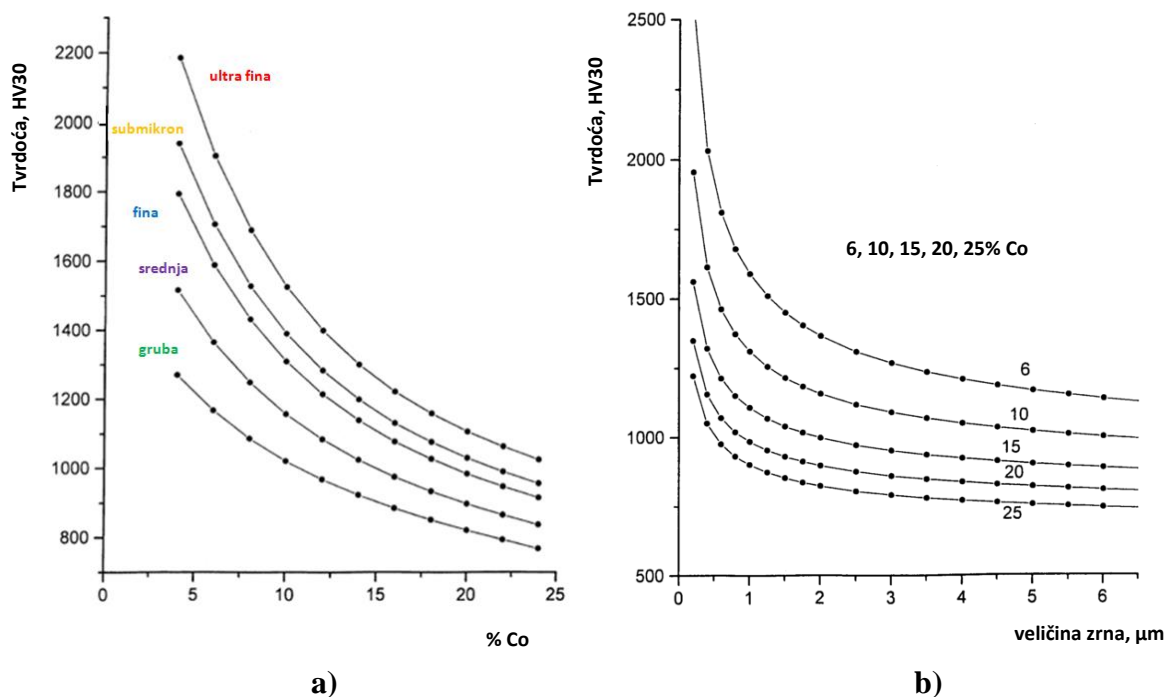 Tvrdoća, HV30
2200
2000
1800
1600
1400
1200
1000
800
ultra fina
submikron
fina
srednja
gruba
0 5 10 15 20 25
% Co
a)
Tvrdoća, HV30
2500
2000
1500
1000
500
6, 10, 15, 20, 25% Co
6
10
15
20
25
0 1 2 3 4 5 6
veličina zrna, µm
b)